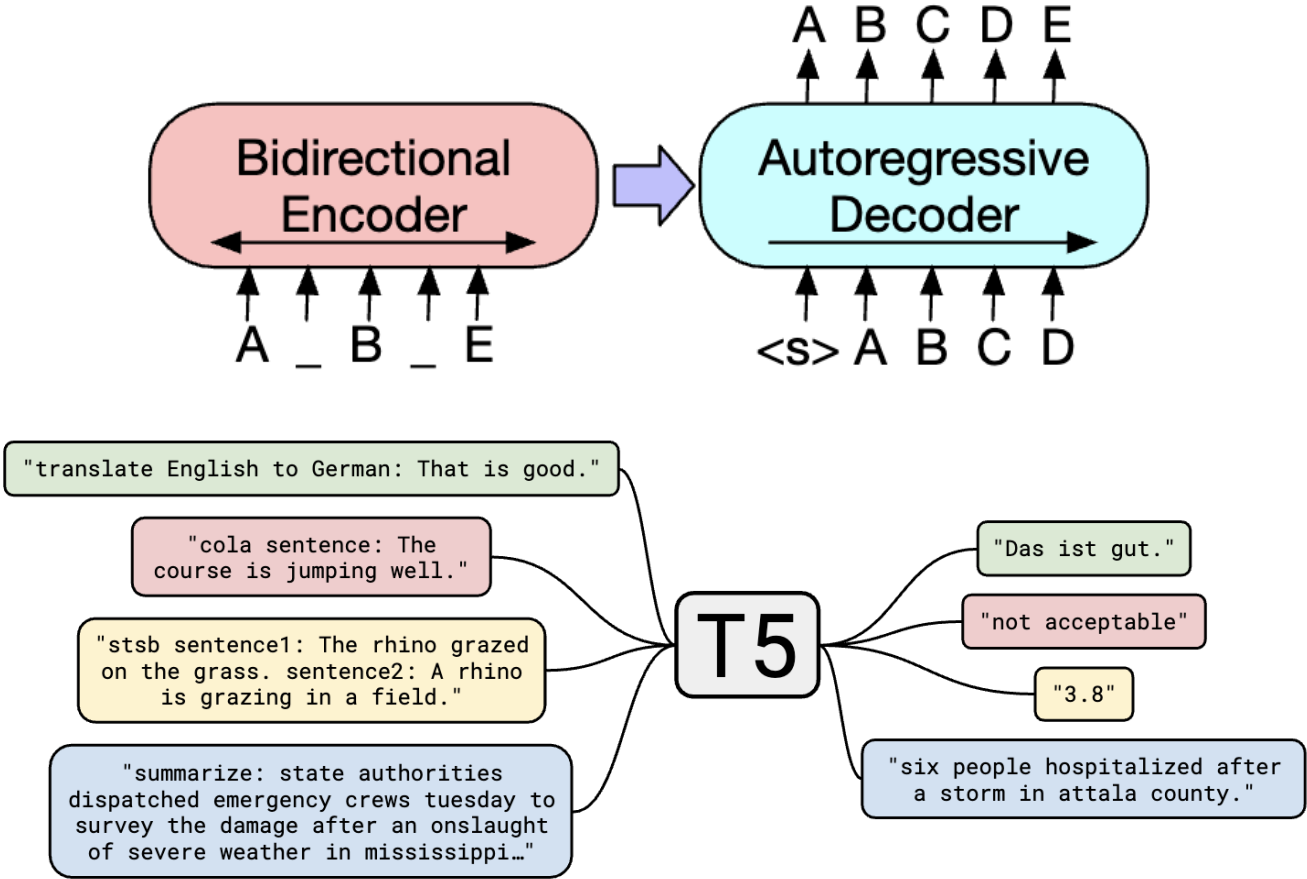 A B C D E
Bidirectional
Encoder
Autoregressive
Decoder
A _ B _ E
<s> A B C D
"translate English to German: That is good."
"cola sentence: The
course is jumping well."
"stsb sentence1: The rhino grazed
on the grass. sentence2: A rhino
is grazing in a field."
"summarize: state authorities
dispatched emergency crews tuesday to
survey the damage after an onslaught
of severe weather in mississippi…"
T5
"Das ist gut."
"not acceptable"
"3.8"
"six people hospitalized after
a storm in attala county."